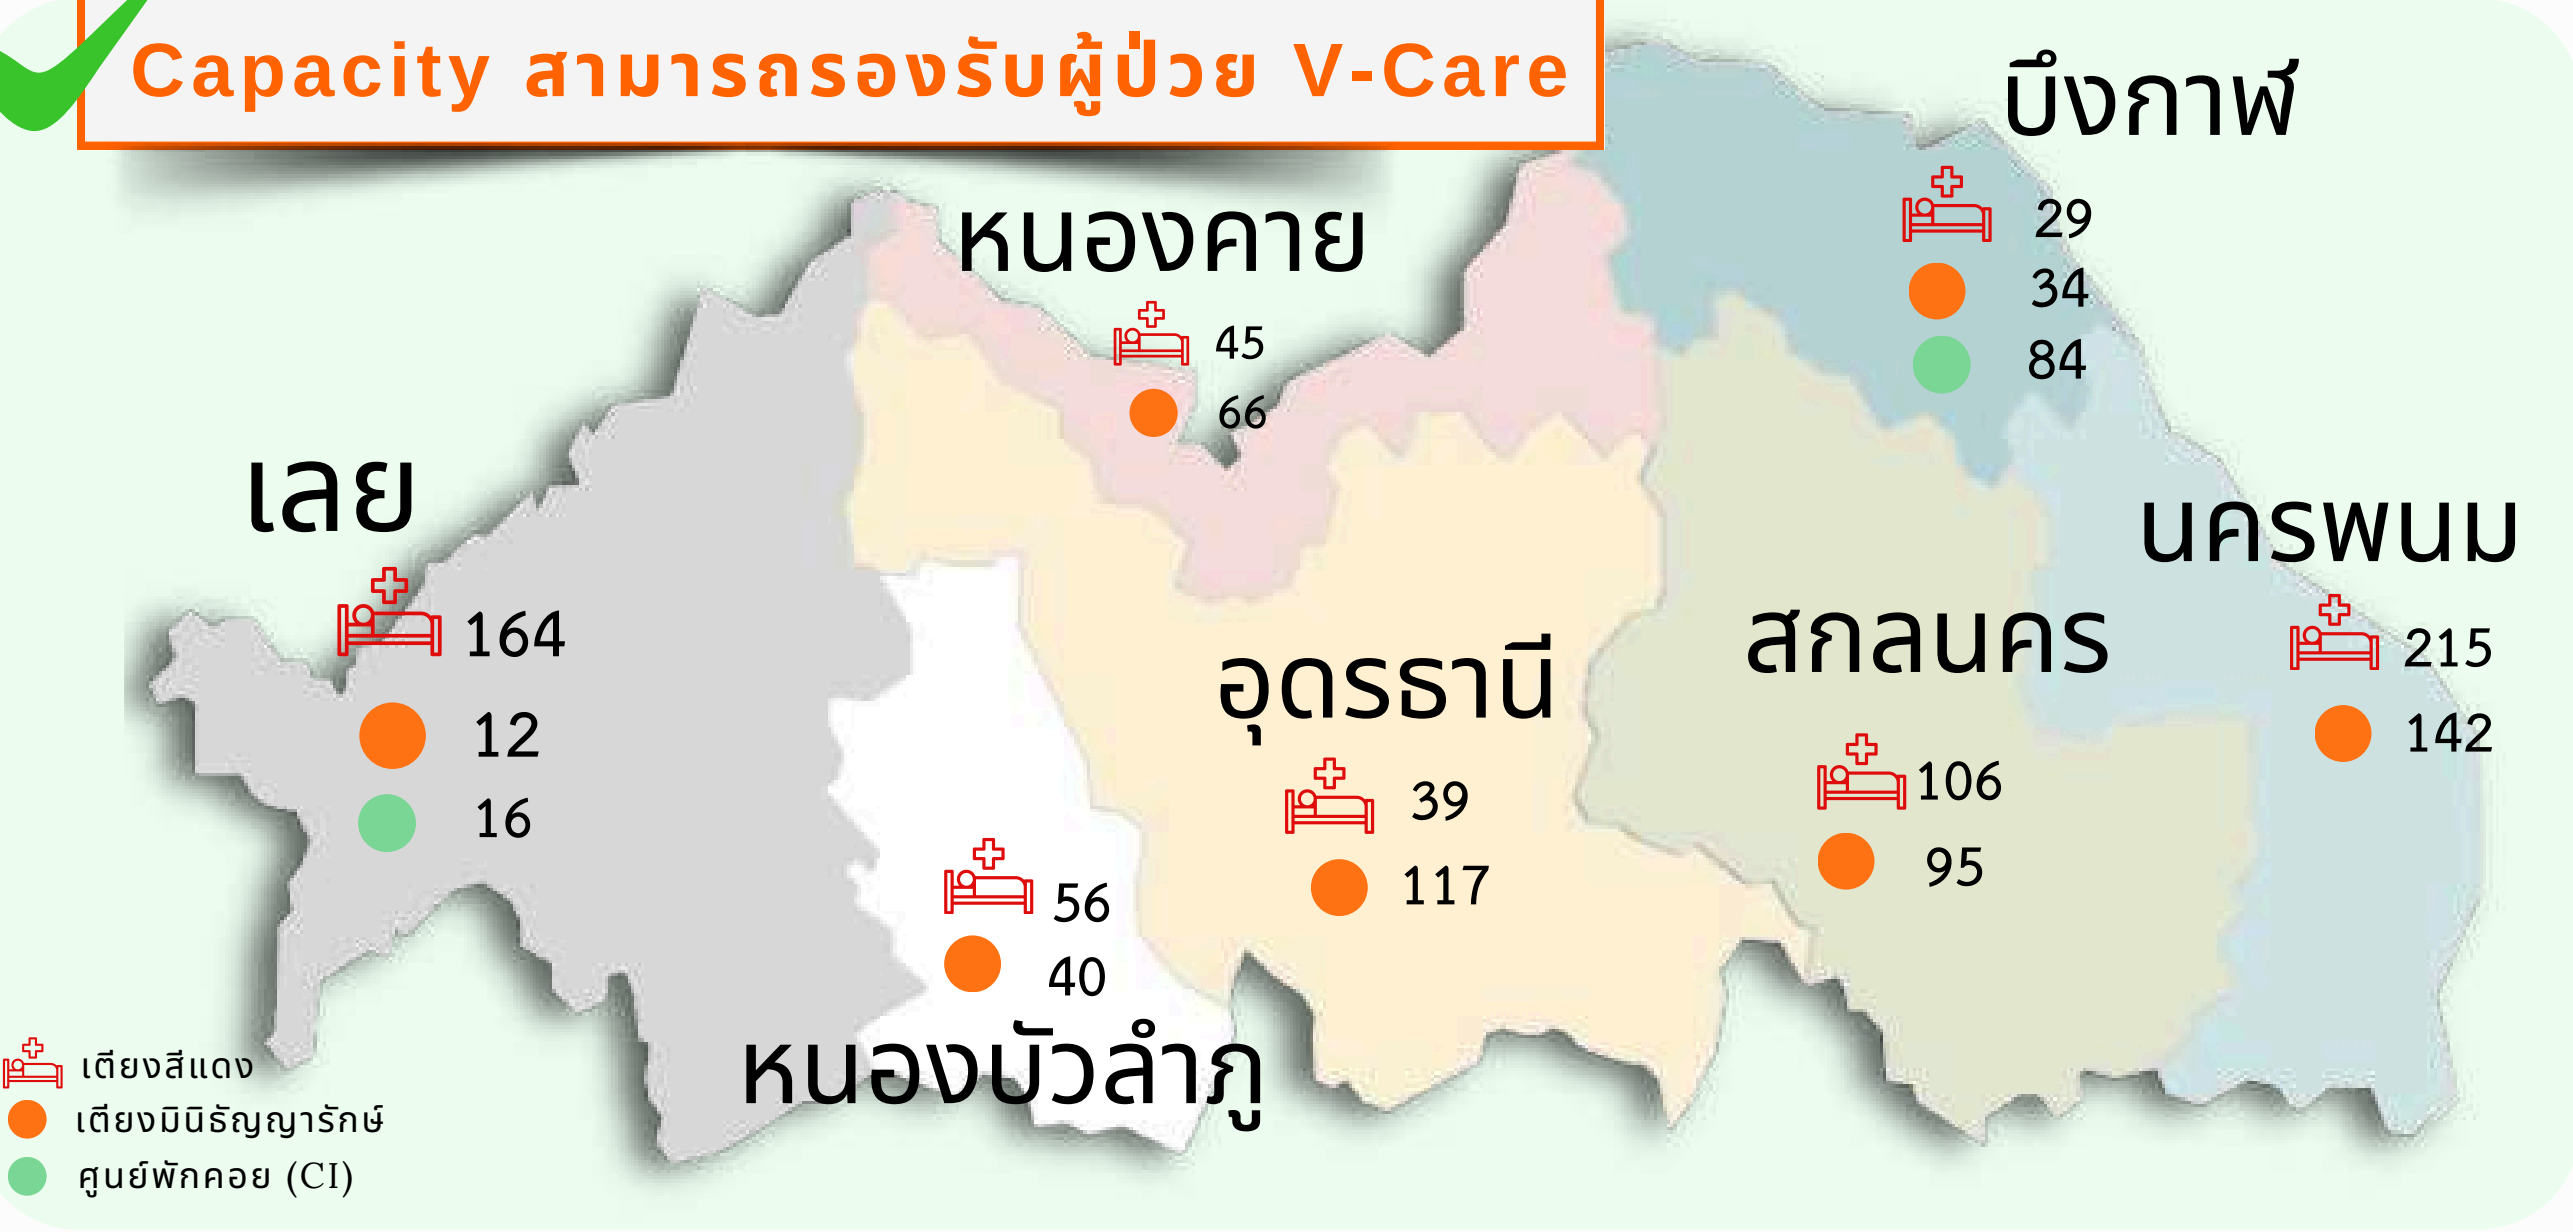 Capacity สามารถรองรับผู้ป่วย V-Care
บึงกาฬ
29
34
84
หนองคาย
45
66
เลย
164
12
16
นครพนม
215
142
สกลนคร
106
95
อุดรธานี
39
117
56
40
หนองบัวลำภู
เตียงสีแดง
เตียงมินิธัญญารักษ์
ศูนย์พักคอย (CI)